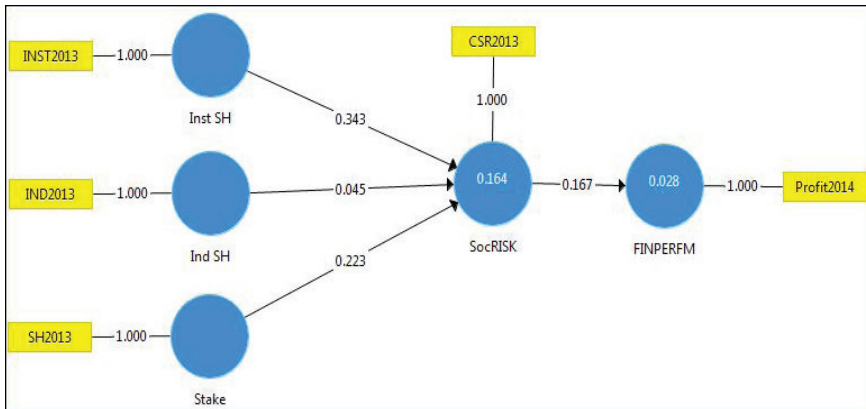 INST2013
1.000
Inst SH
0.343
CSR2013
1.000
IND2013
1.000
Ind SH
0.045
0.164
SocRISK
0.167
0.028
FINPERFM
1.000
Profit2014
SH2013
1.000
Stake
0.223